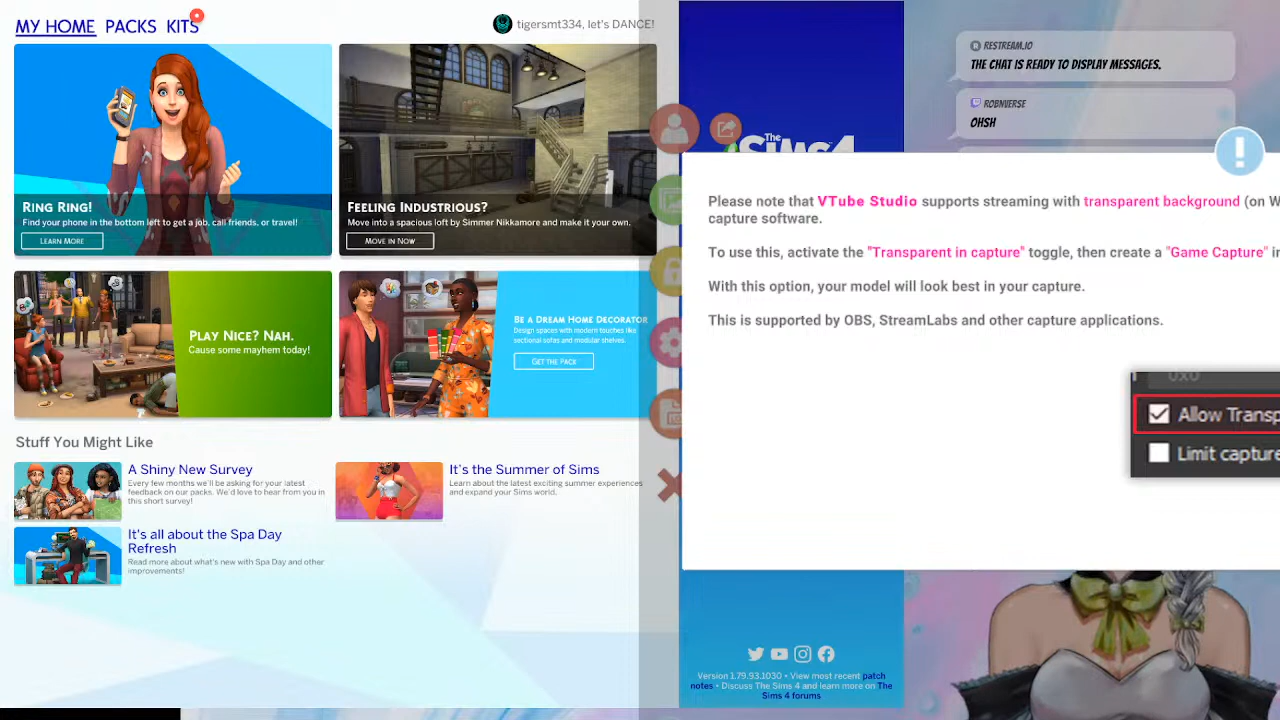 MY HOME PACKS KITS
tigersmt334, let's DANCE!
RING RING!
Find your phone in the bottom left to get a job, call friends, or travel!
LEARN MORE
FEELING INDUSTRIOUS?
Move into a spacious loft by Simmer Nikkamore and make it your own.
MOVE IN NOW
PLAY NICE? NAH.
Cause some mayhem today!
BE A DREAM HOME DECORATOR
Design spaces with modern touches like
sectional sofas and modular shelves.
GET THE PACK
Stuff You Might Like
A Shiny New Survey
Every few months we'll be asking for your latest
feedback on our packs. We'd love to hear from you in
this short survey!
It's the Summer of Sims
Learn about the latest exciting summer experiences
and expand your Sims world.
It's all about the Spa Day
Refresh
Read more about what's new with Spa Day and other
improvements!
The
SIMS 4
RESTREAM.IO
THE CHAT IS READY TO DISPLAY MESSAGES.
ROBNVERSE
OHSH
Please note that VTube Studio supports streaming with transparent background (on W
capture software.
To use this, activate the "Transparent in capture" toggle, then create a "Game Capture" in
With this option, your model will look best in your capture.
This is supported by OBS, StreamLabs and other capture applications.
0x0
Allow Transp
Limit capture
Version 1.79.93.1030 • View most recent patch
notes • Discuss The Sims 4 and learn more on The
Sims 4 forums